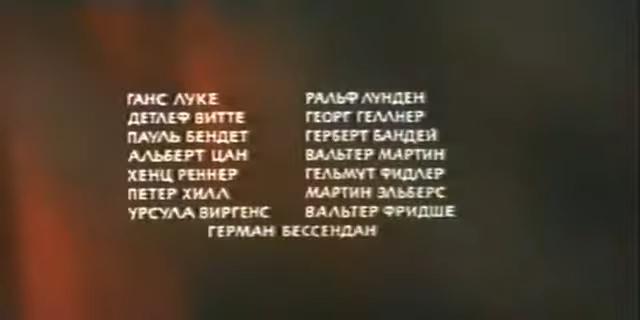 ГАНС ЛУКЕ РАЛЬФ ЛУНДЕН
ДЕТЛЕФ ВИТТЕ ГЕОРГ ГЕЛЛНЕР
ПАУЛЬ БЕНДЕТ ГЕРБЕРТ БАНДЕЙ
АЛЬБЕРТ ЦАН ВАЛЬТЕР МАРТИН
ХЕНЦ РЕННЕР ГЕЛЬМУТ ФИДЛЕР
ПЕТЕР ХИЛЛ МАРТИН ЭЛЬБЕРС
УРСУЛА ВИРГЕНС ВАЛЬТЕР ФРИДШЕ
ГЕРМАН БЕССЕНДАН